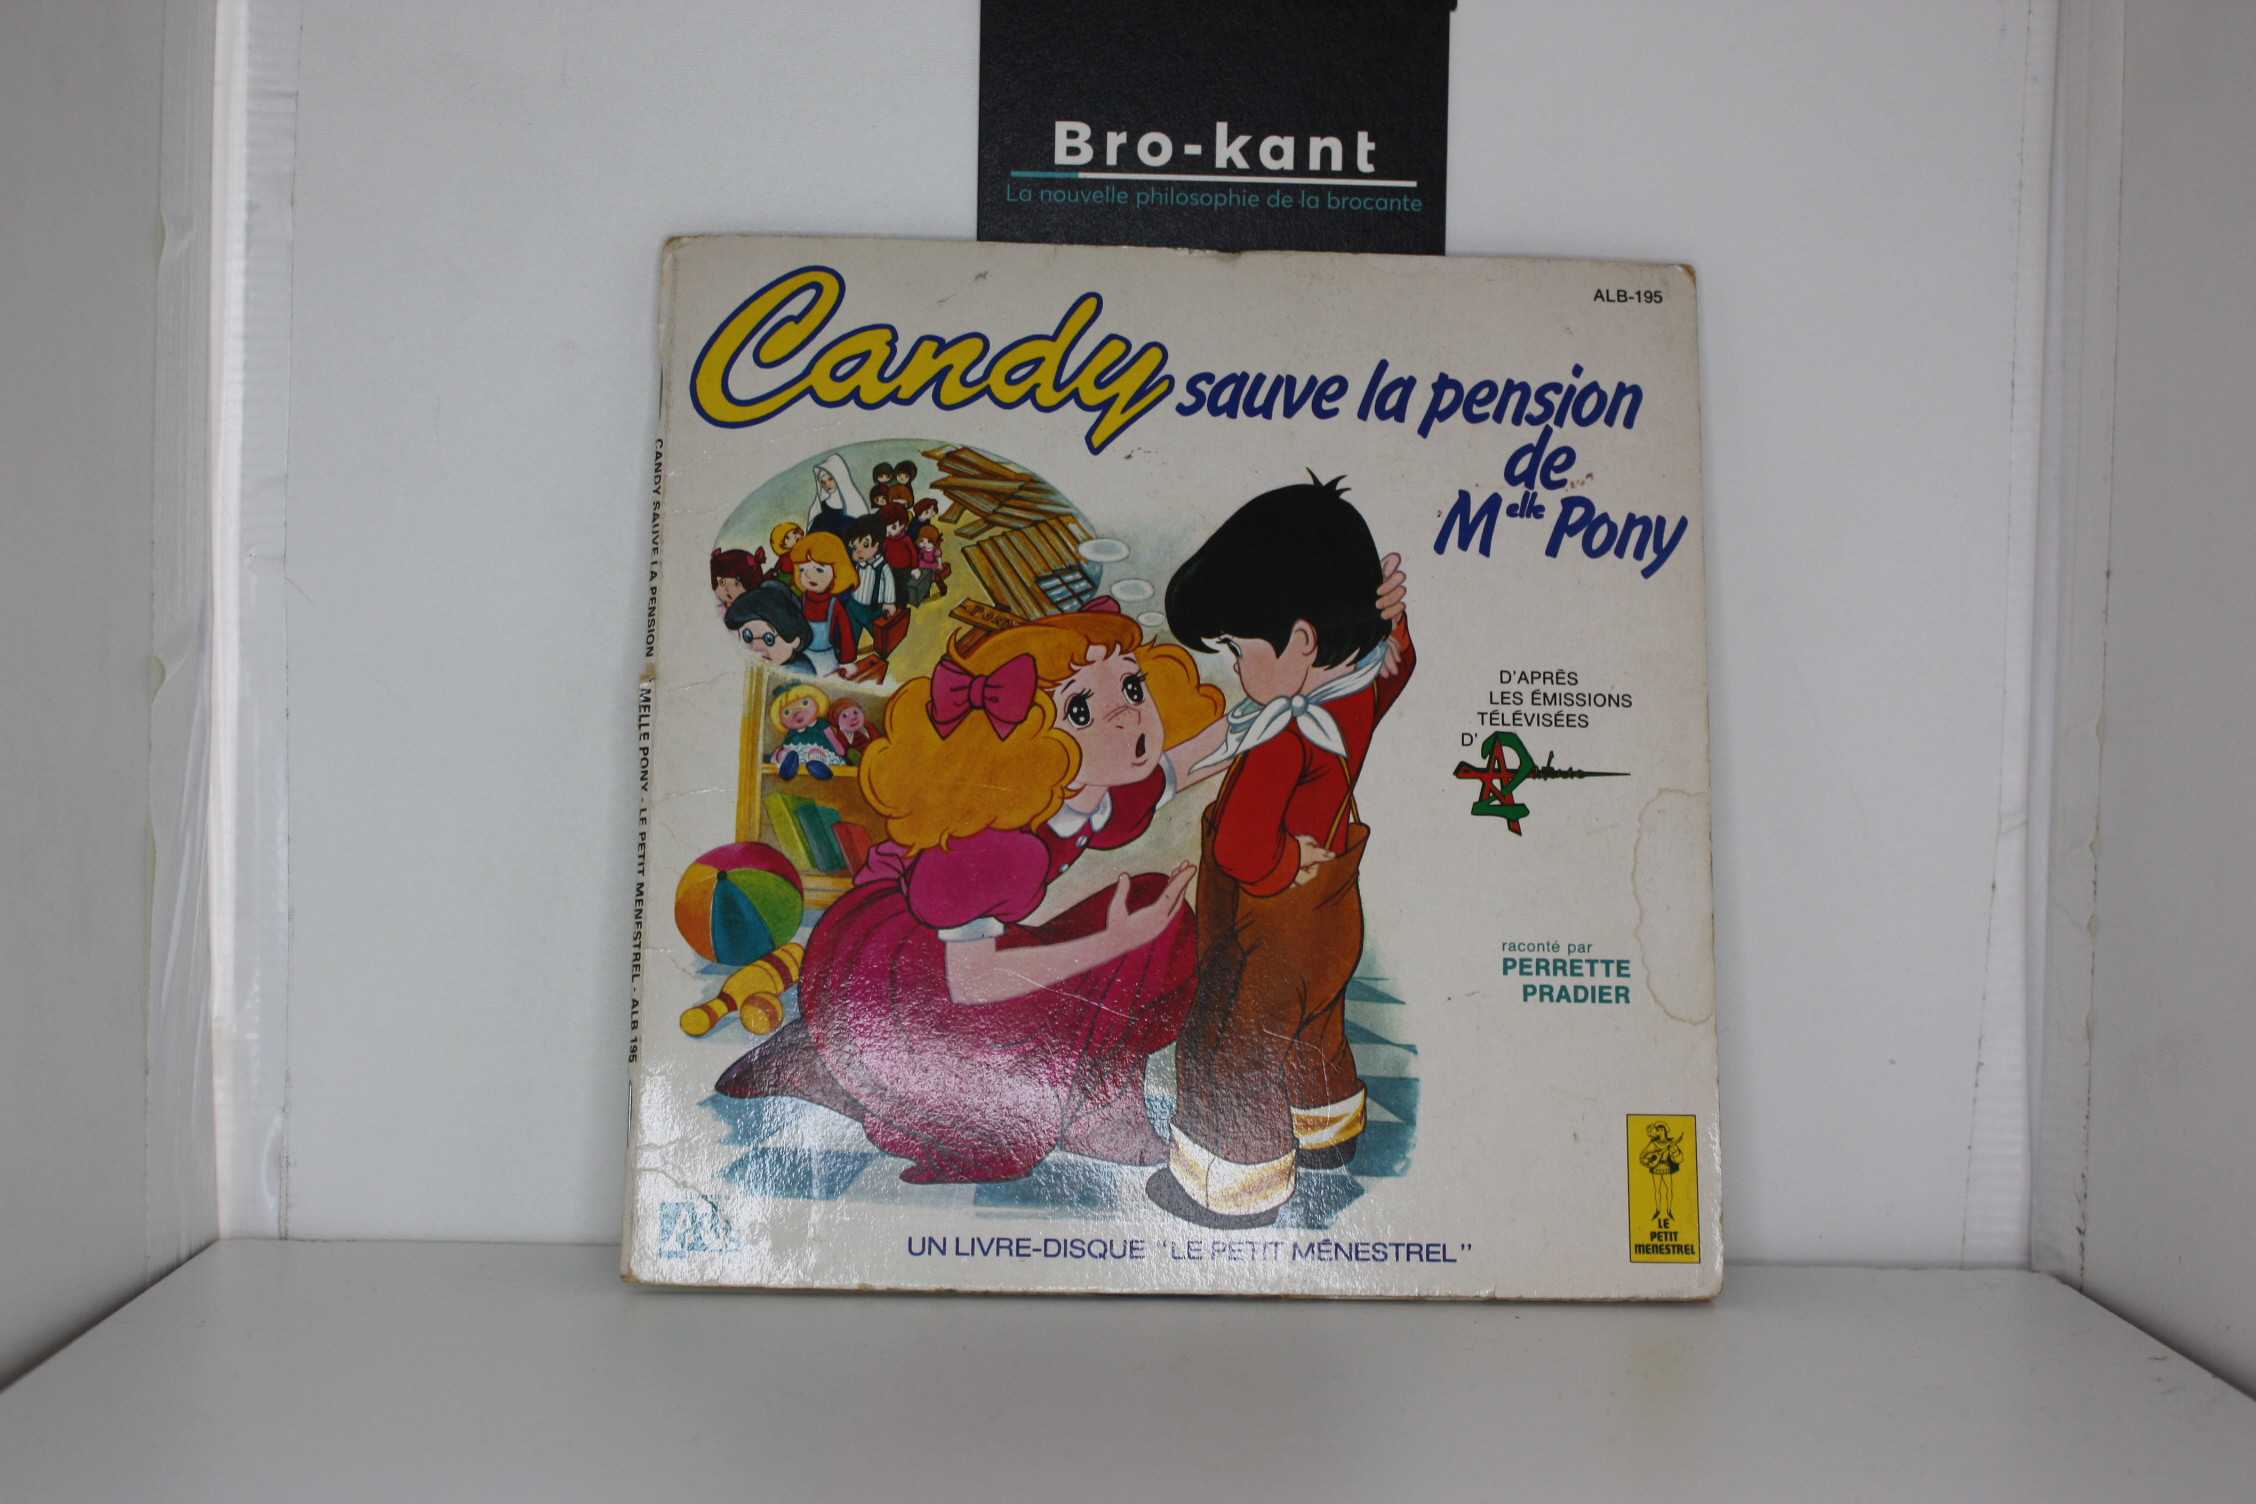 Bro-kant
La nouvelle philosophie de la brocante
ALB-195
Candy sauve la pension
de
Melle Pony
CANDY SAUVE LA PENSION MELLE PONY - LE PETIT MENESTREL - ALB 195
PONY
D'APRÈS
LES ÉMISSIONS
TÉLÉVISÉES
D'
A2
raconté par
PERRETTE
PRADIER
UN LIVRE-DISQUE "LE PETIT MÉNESTREL"
LE
PETIT
MENESTREL